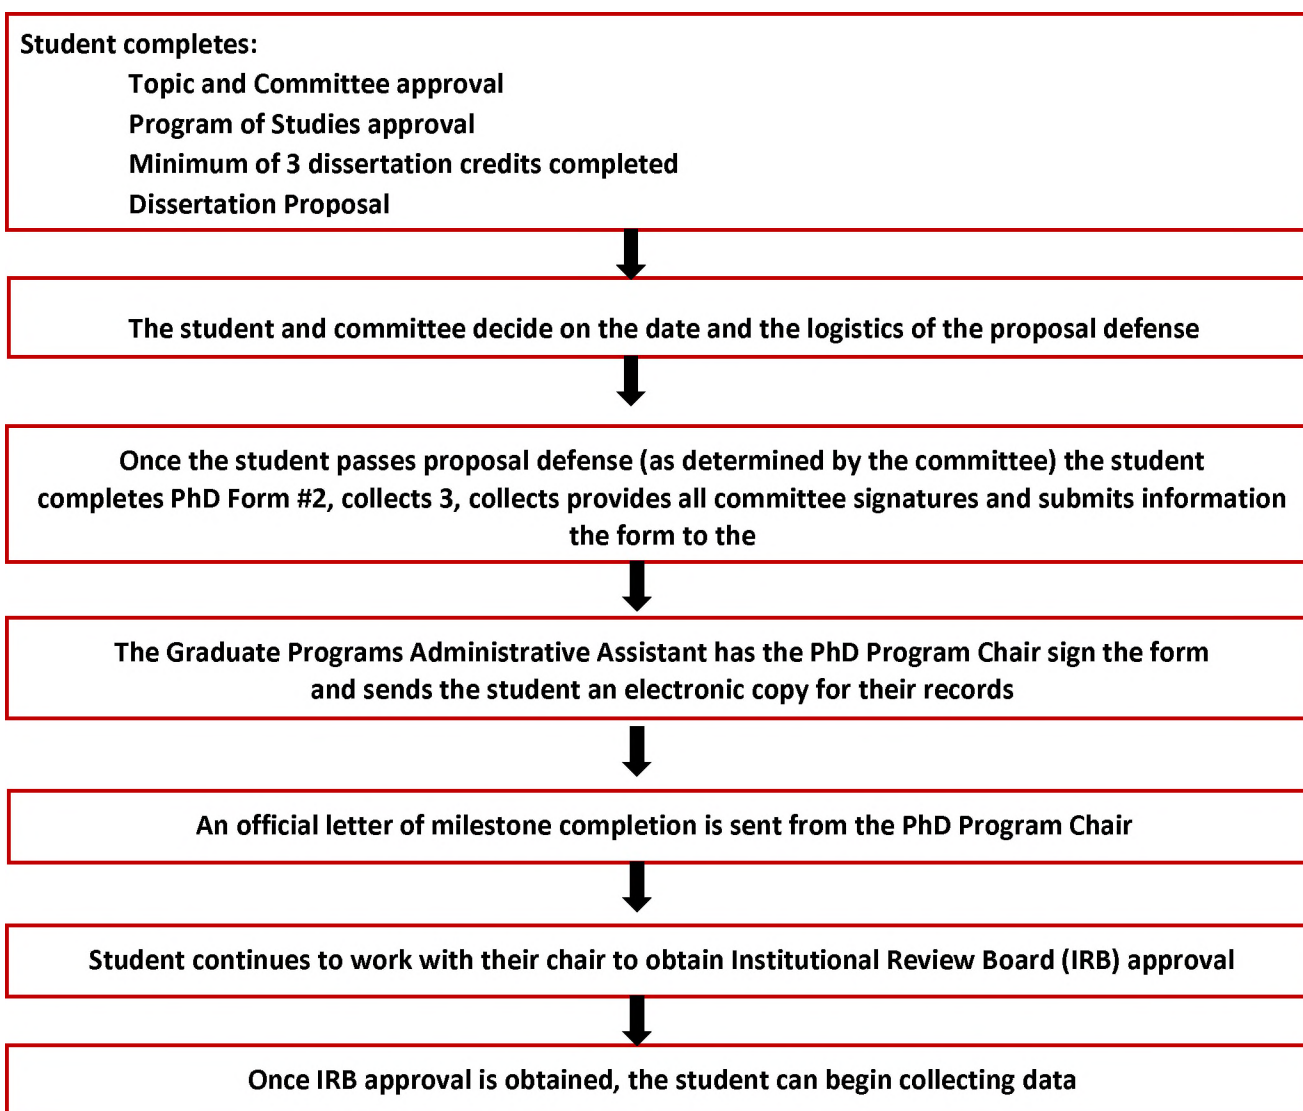 Student completes:
Topic and Committee approval
Program of Studies approval
Minimum of 3 dissertation credits completed
Dissertation Proposal
The student and committee decide on the date and the logistics of the proposal defense
Once the student passes proposal defense (as determined by the committee) the student
completes PhD Form #2, collects 3, collects provides all committee signatures and submits information
the form to the
The Graduate Programs Administrative Assistant has the PhD Program Chair sign the form
and sends the student an electronic copy for their records
An official letter of milestone completion is sent from the PhD Program Chair
Student continues to work with their chair to obtain Institutional Review Board (IRB) approval
Once IRB approval is obtained, the student can begin collecting data